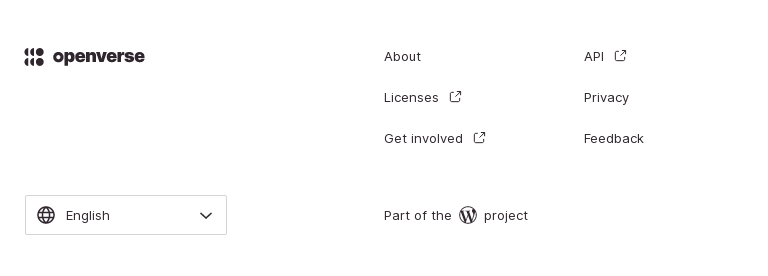 openverse
About
Licenses
Get involved
API
Privacy
Feedback
English
Part of the project